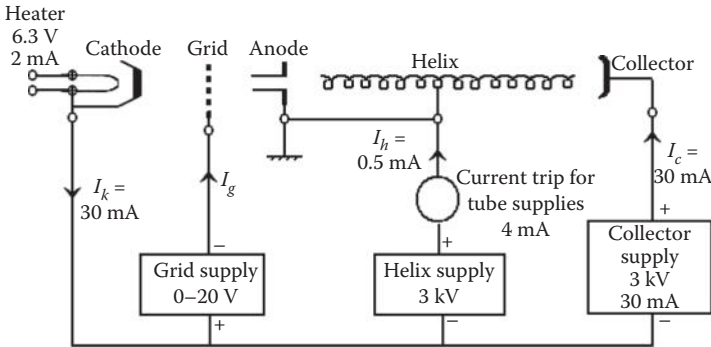 Heater
6.3 V
2 mA
Cathode
Grid
Anode
Helix
Collector
I_k =
30 mA
I_g
I_h =
0.5 mA
Current trip for
tube supplies
4 mA
I_c =
30 mA
−
Grid supply
0–20 V
+
+
Helix supply
3 kV
−
+
Collector
supply
3 kV
30 mA
−